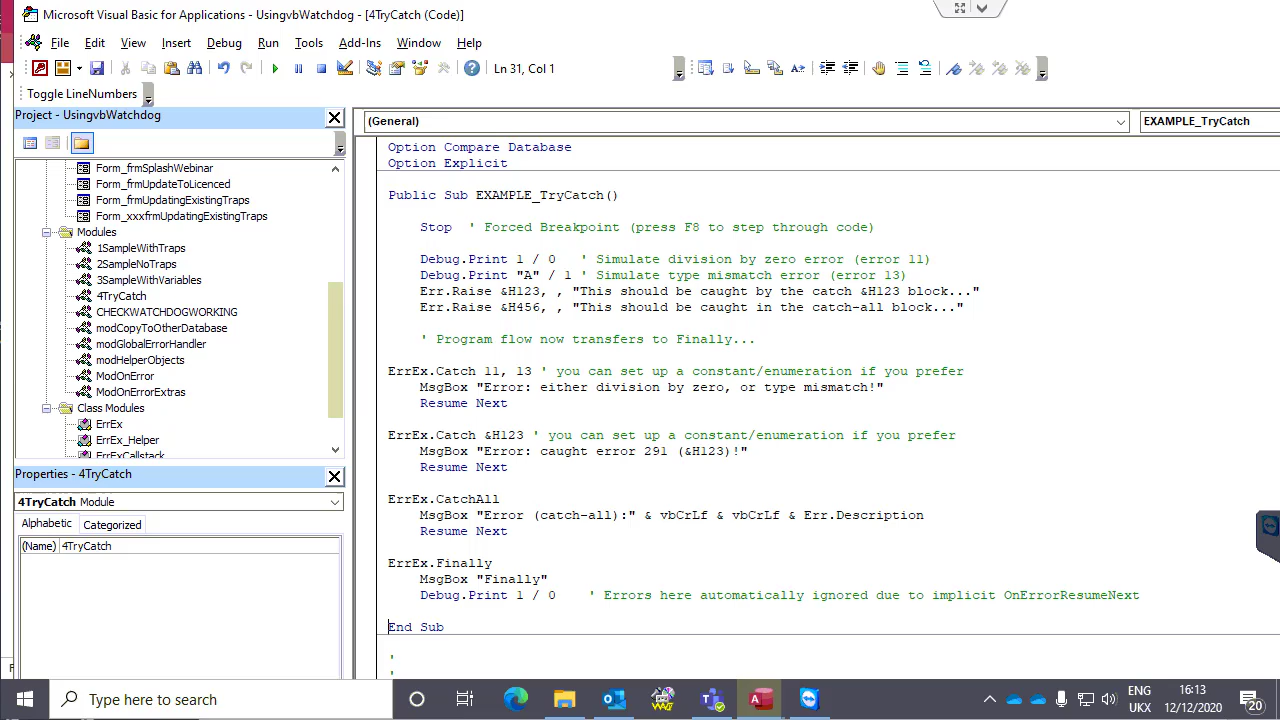 Microsoft Visual Basic for Applications - UsingvbWatchdog - [4TryCatch (Code)]
File Edit View Insert Debug Run Tools Add-Ins Window Help
Ln 31, Col 1
Toggle LineNumbers
Project - UsingvbWatchdog
Form_frmSplashWebinar
Form_frmUpdateToLicenced
Form_frmUpdatingExistingTraps
Form_xxxfrmUpdatingExistingTraps
Modules
1SampleWithTraps
2SampleNoTraps
3SampleWithVariables
4TryCatch
CHECKWATCHDOGWORKING
modCopyToOtherDatabase
modGlobalErrorHandler
modHelperObjects
ModOnError
ModOnErrorExtras
Class Modules
ErrEx
ErrEx_Helper
ErrExCallstack
Properties - 4TryCatch
4TryCatch Module
Alphabetic Categorized
(Name) 4TryCatch
(General) EXAMPLE_TryCatch
Option Compare Database
Option Explicit
Public Sub EXAMPLE_TryCatch()
Stop ' Forced Breakpoint (press F8 to step through code)
Debug.Print 1 / 0 ' Simulate division by zero error (error 11)
Debug.Print "A" / 1 ' Simulate type mismatch error (error 13)
Err.Raise &H123, , "This should be caught by the catch &H123 block..."
Err.Raise &H456, , "This should be caught in the catch-all block..."
' Program flow now transfers to Finally...
ErrEx.Catch 11, 13 ' you can set up a constant/enumeration if you prefer
MsgBox "Error: either division by zero, or type mismatch!"
Resume Next
ErrEx.Catch &H123 ' you can set up a constant/enumeration if you prefer
MsgBox "Error: caught error 291 (&H123)!"
Resume Next
ErrEx.CatchAll
MsgBox "Error (catch-all):" & vbCrLf & vbCrLf & Err.Description
Resume Next
ErrEx.Finally
MsgBox "Finally"
Debug.Print 1 / 0 ' Errors here automatically ignored due to implicit OnErrorResumeNext
End Sub
'
'
Type here to search
ENG
UKX
16:13
12/12/2020
20